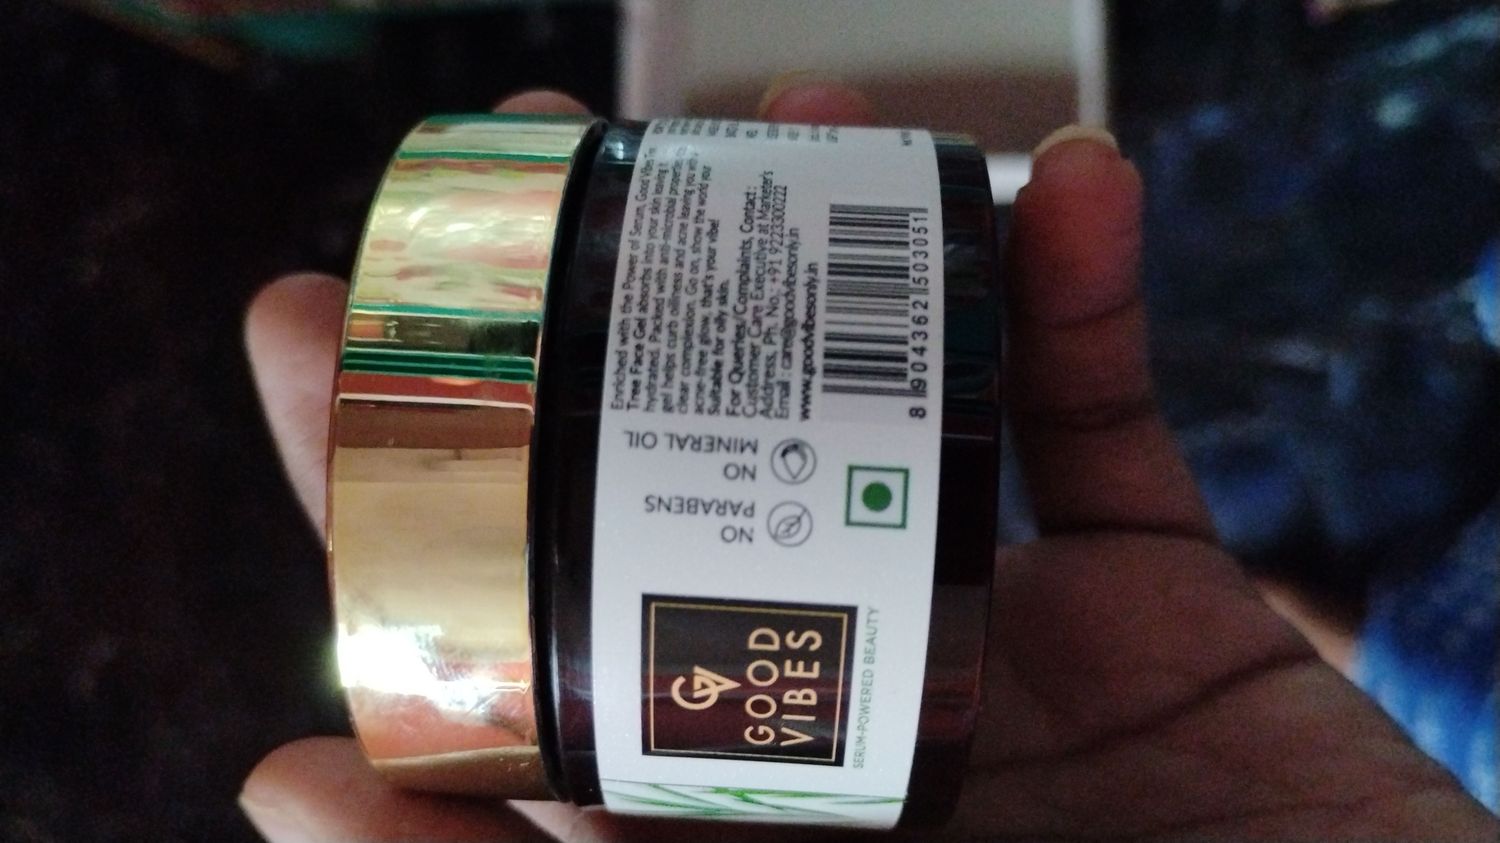 Enriched with the Power of Serum, Good Vibes
Tree Face Gel absorbs into your skin leaving it
hydrated. Packed with anti-microbial properties
gel helps curb oiliness and acne leaving you with
clear complexion. Go on, show the world your
acne-free glow, that's your vibe!
Suitable for oily skin.
For Queries/Complaints, Contact:
Customer Care Executive at Marketer's
Address, Ph. No.: +91 9223300222
Email : care@goodvibesonly.in
www.goodvibesonly.in
8 904362 503051
NO
MINERAL OIL
NO
PARABENS
GV
GOOD
VIBES
SERUM-POWERED BEAUTY